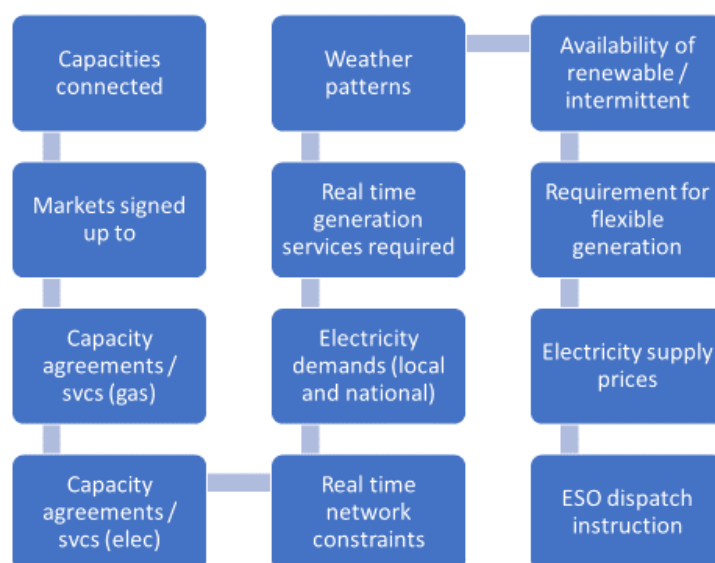 Capacities
connected
Markets signed
up to
Capacity
agreements /
svcs (gas)
Capacity
agreements /
svcs (elec)
Real time
network
constraints
Electricity
demands (local
and national)
Real time
generation
services required
Weather
patterns
Availability of
renewable /
intermittent
Requirement for
flexible
generation
Electricity supply
prices
ESO dispatch
instruction